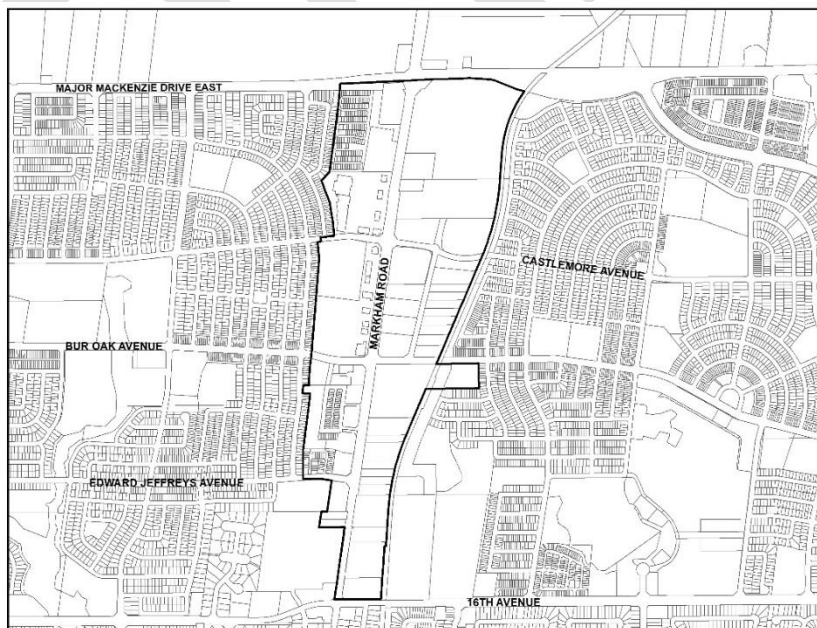 MAJOR MACKENZIE DRIVE EAST
CASTLEMORE AVENUE
MARKHAM ROAD
BUR OAK AVENUE
EDWARD JEFFREYS AVENUE
16TH AVENUE